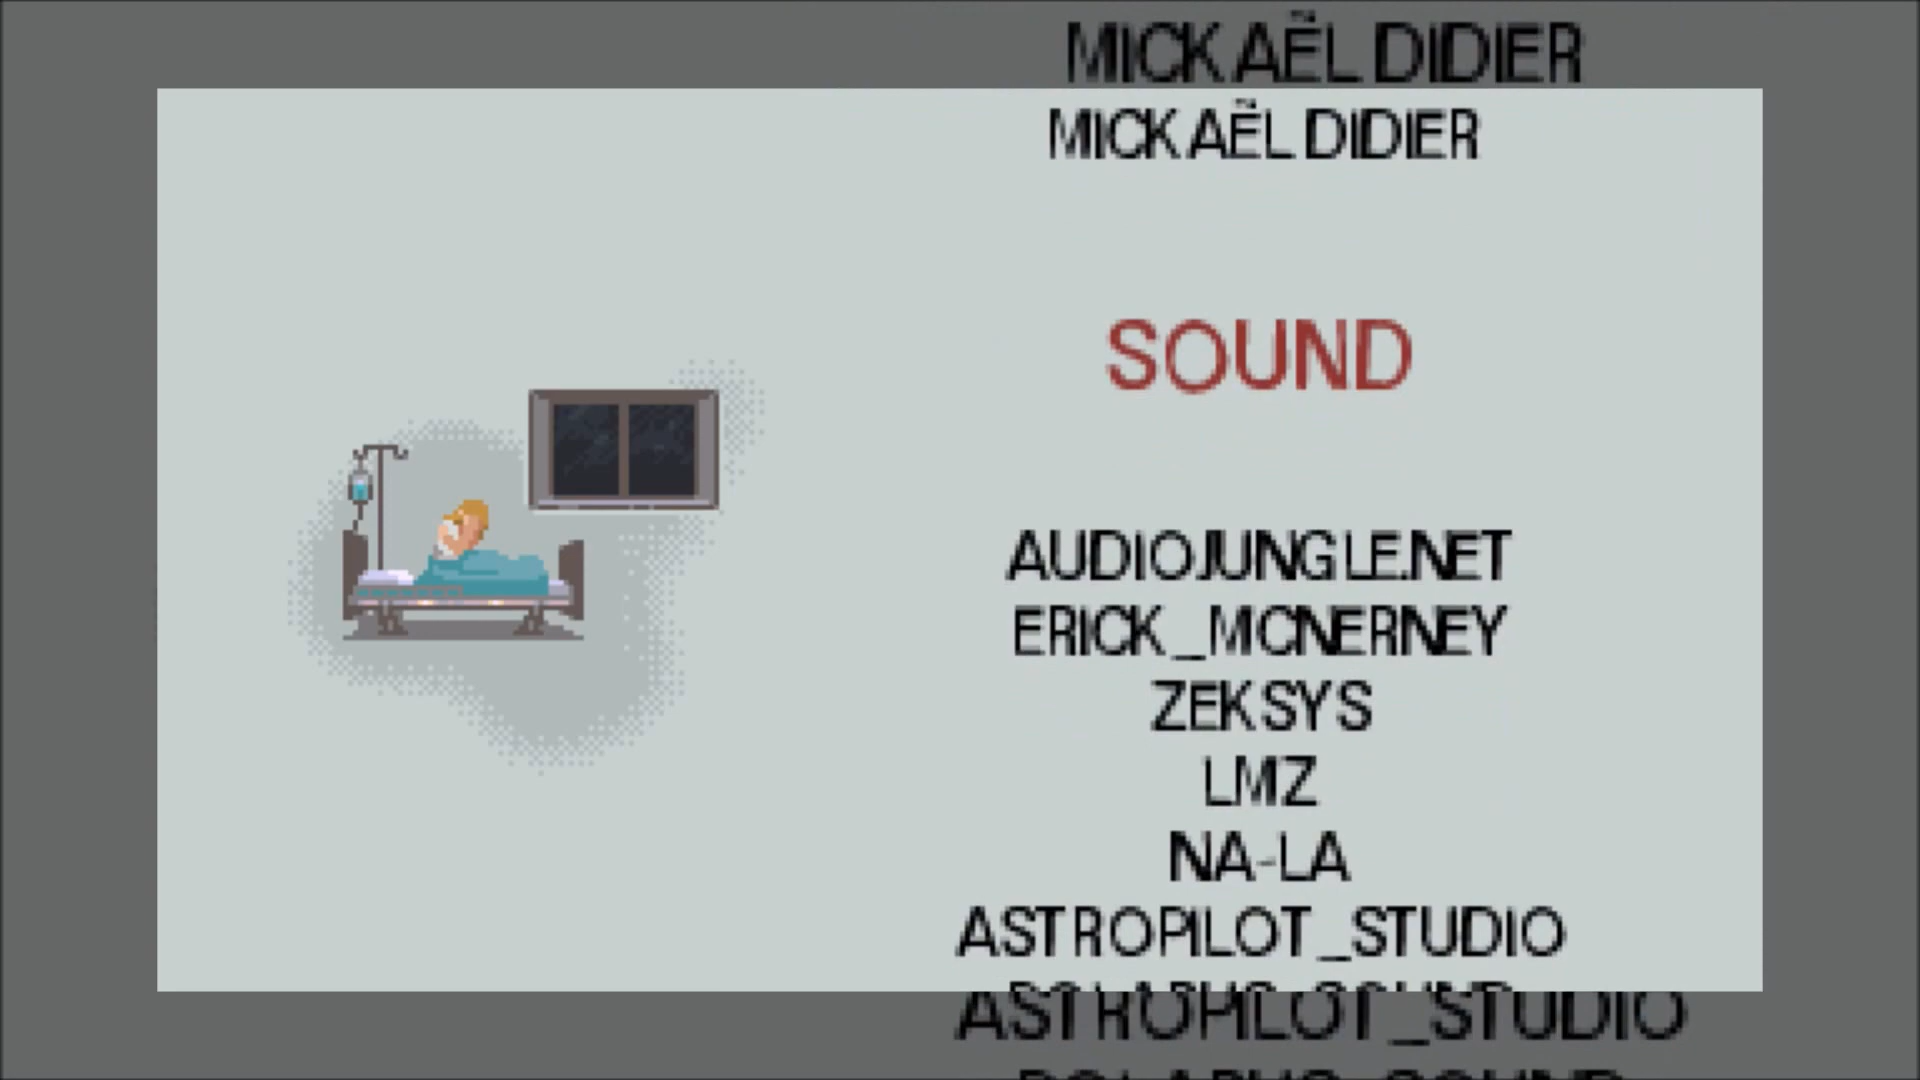 MICKAËL DIDIER
MICKAËL DIDIER
SOUND
AUDIOJUNGLE.NET
ERICK_MCNERNEY
ZEKSYS
LMZ
NA-LA
ASTROPILOT_STUDIO
ASTROPILOT_STUDIO